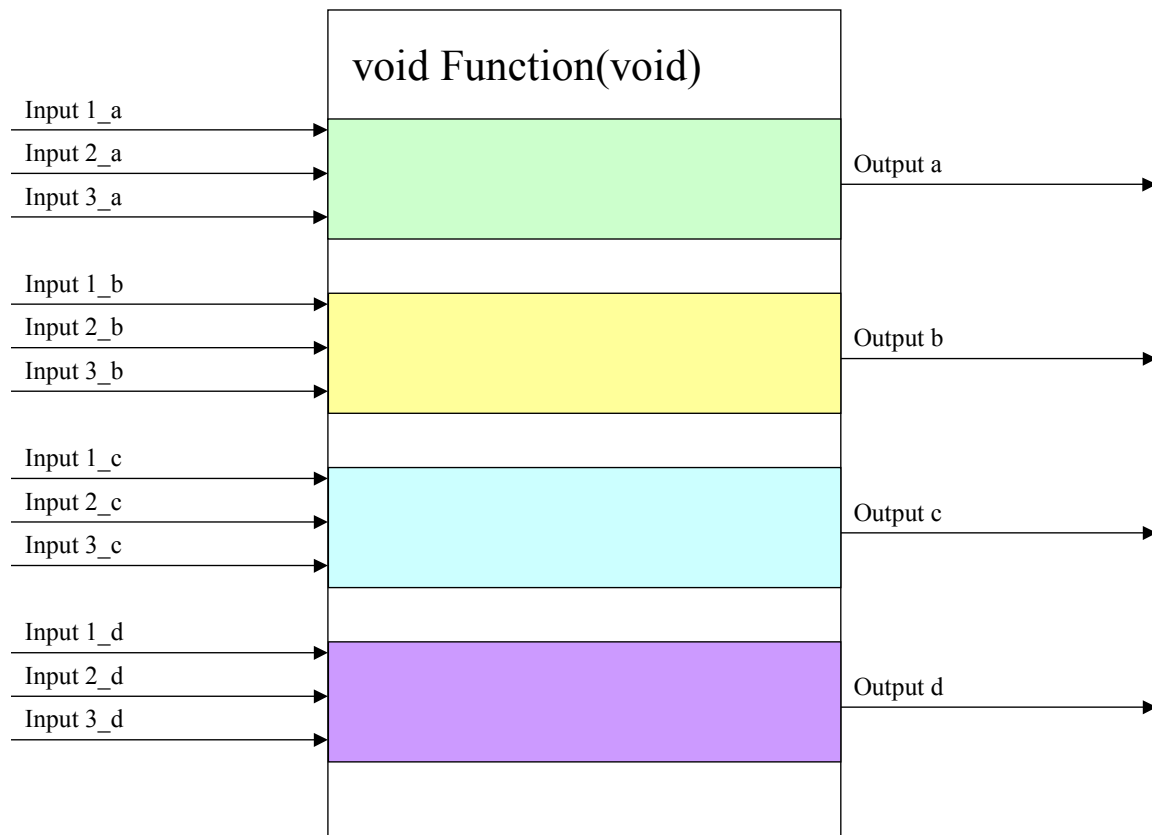 void Function(void)
Input 1_a
Input 2_a
Input 3_a
Output a
Input 1_b
Input 2_b
Input 3_b
Output b
Input 1_c
Input 2_c
Input 3_c
Output c
Input 1_d
Input 2_d
Input 3_d
Output d